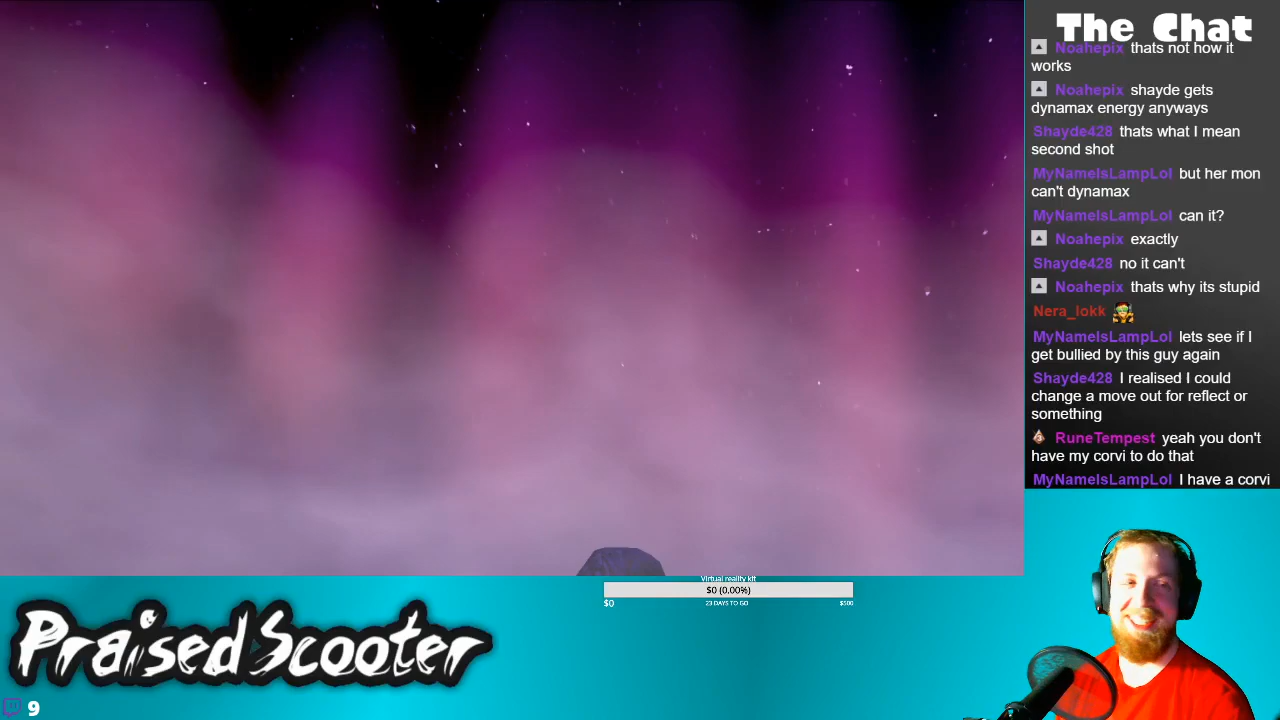 The Chat
Noahepix thats not how it
works
Noahepix shayde gets
dynamax energy anyways
Shayde428 thats what I mean
second shot
MyNameIsLampLol but her mon
can't dynamax
MyNameIsLampLol can it?
Noahepix exactly
Shayde428 no it can't
Noahepix thats why its stupid
Nera_lokk
MyNameIsLampLol lets see if I
get bullied by this guy again
Shayde428 I realised I could
change a move out for reflect or
something
RuneTempest yeah you don't
have my corvi to do that
MyNameIsLampLol I have a corvi
Virtual reality kit
$0 (0.00%)
$0 23 DAYS TO GO $500
PraisedScooter
9